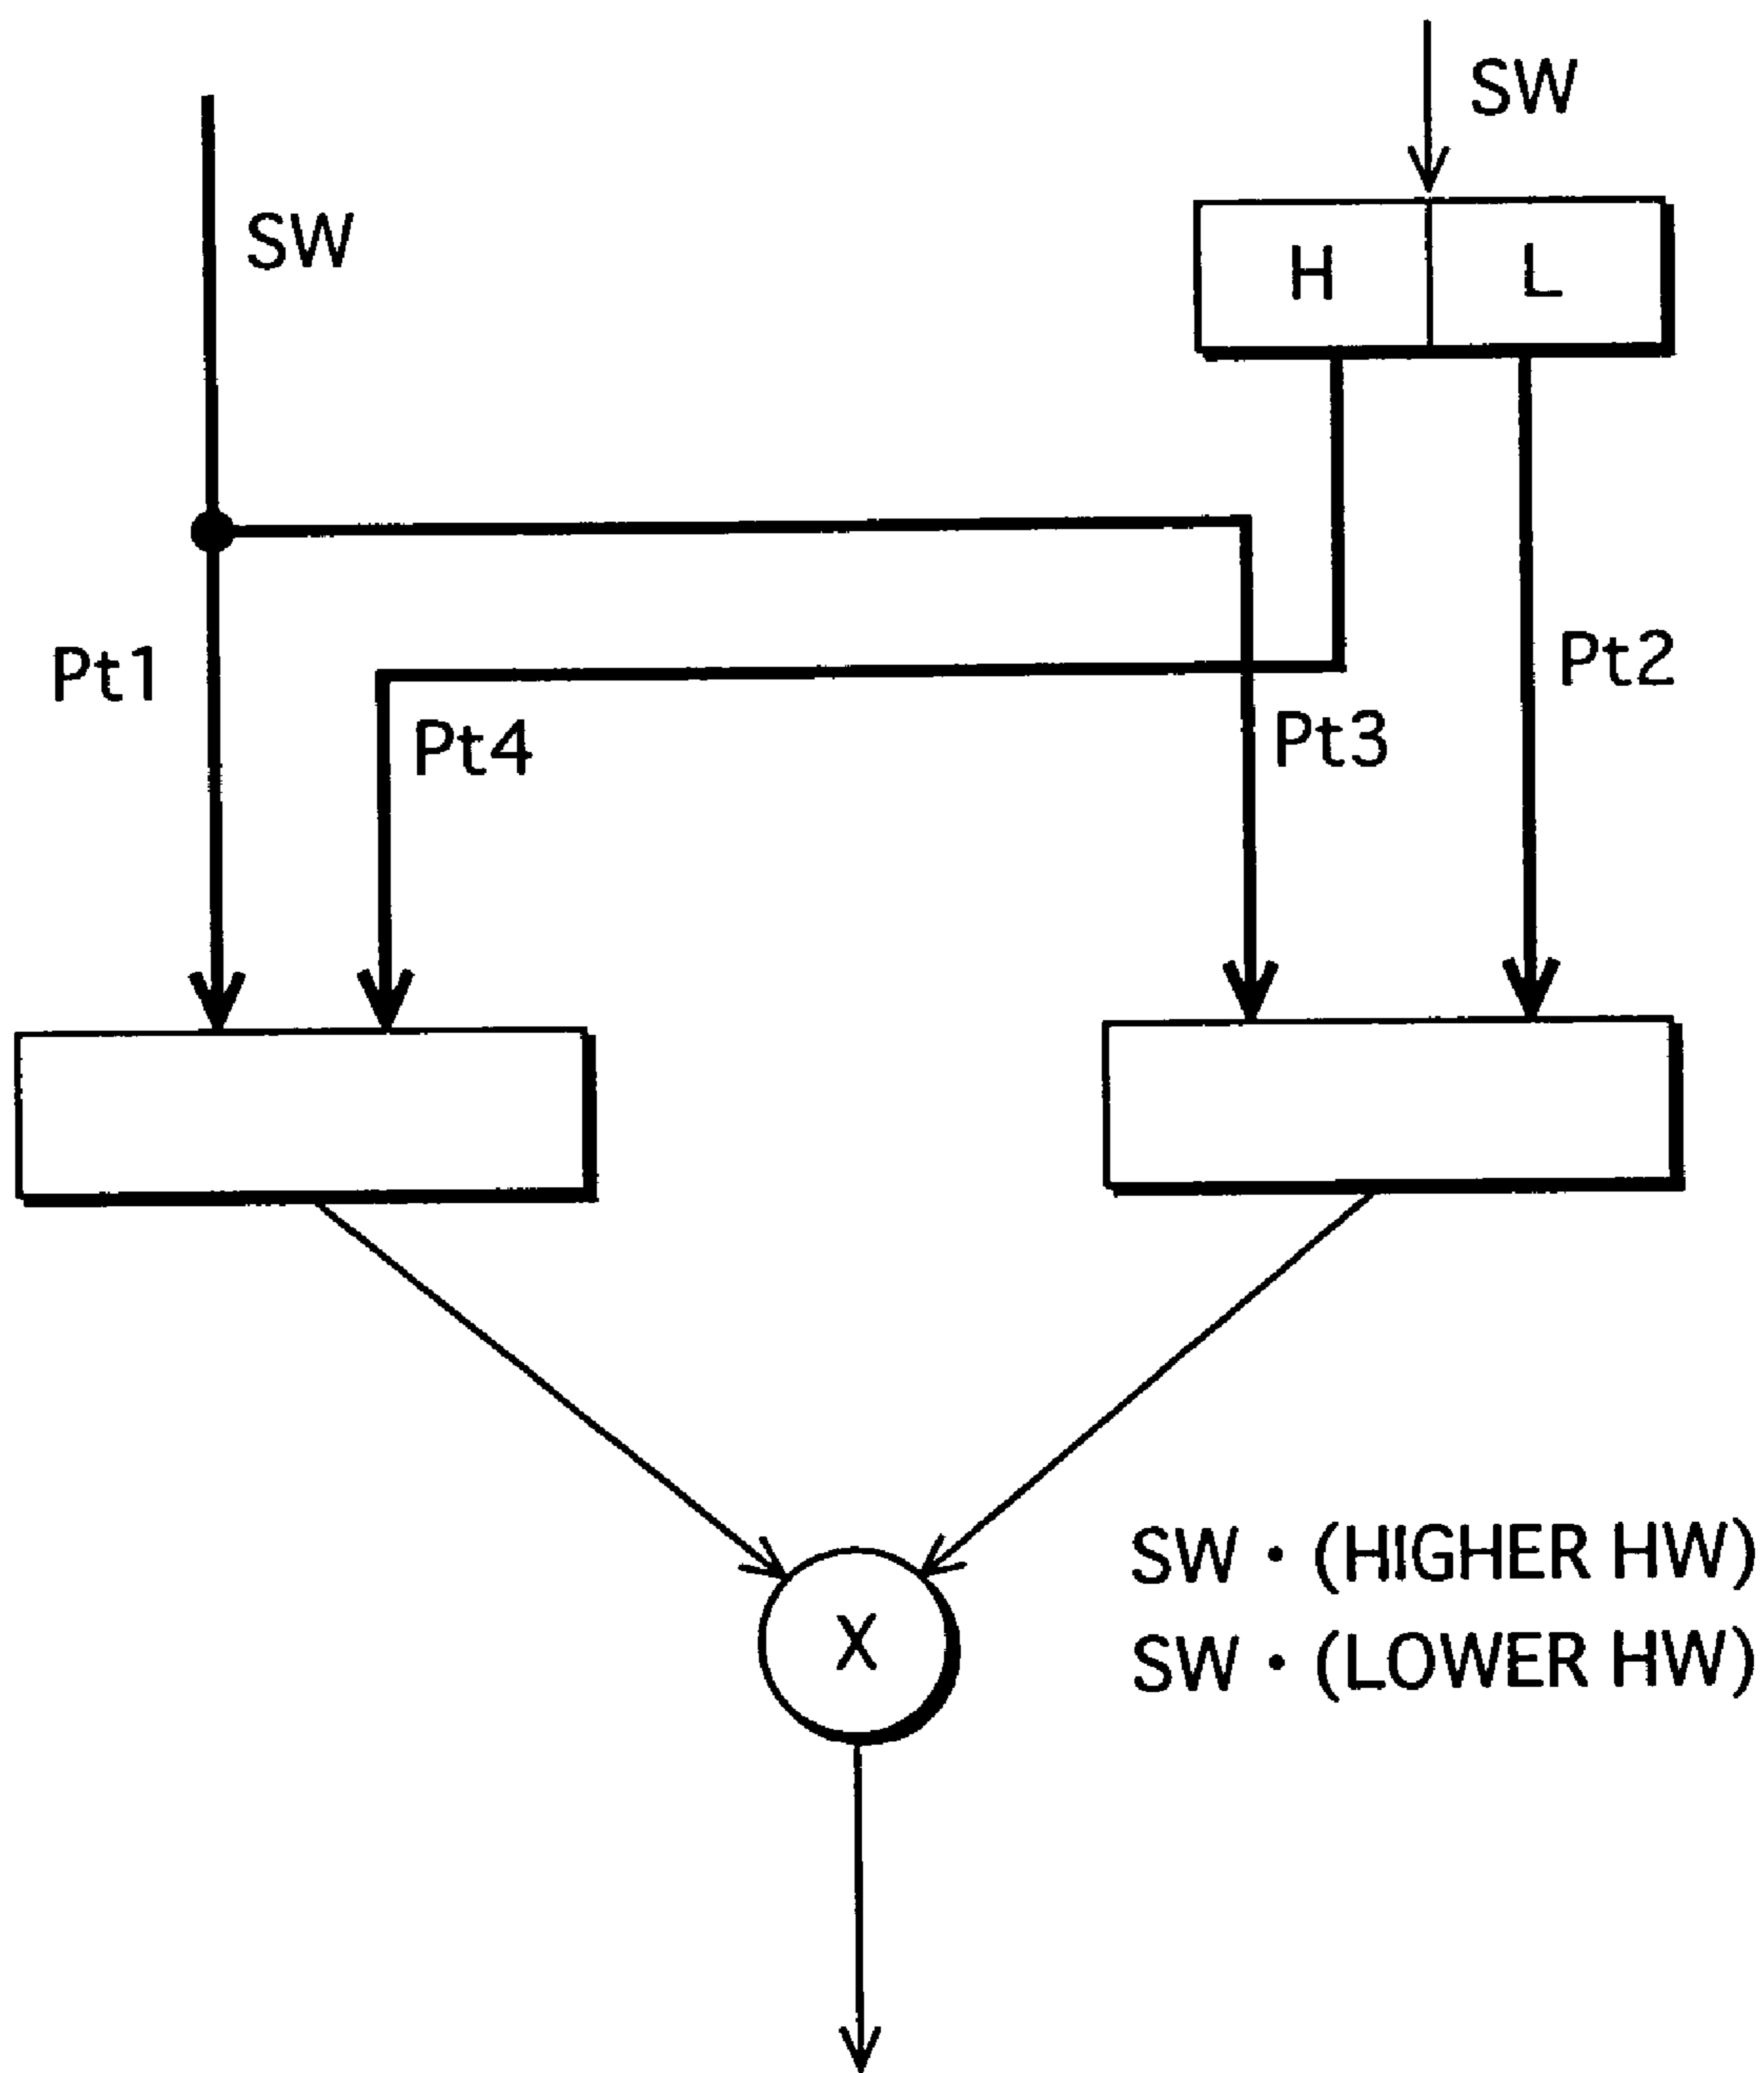 SW
SW
H
L
Pt1
Pt2
Pt4
Pt3
SW・(HIGHER HW)
SW・(LOWER HW)
X